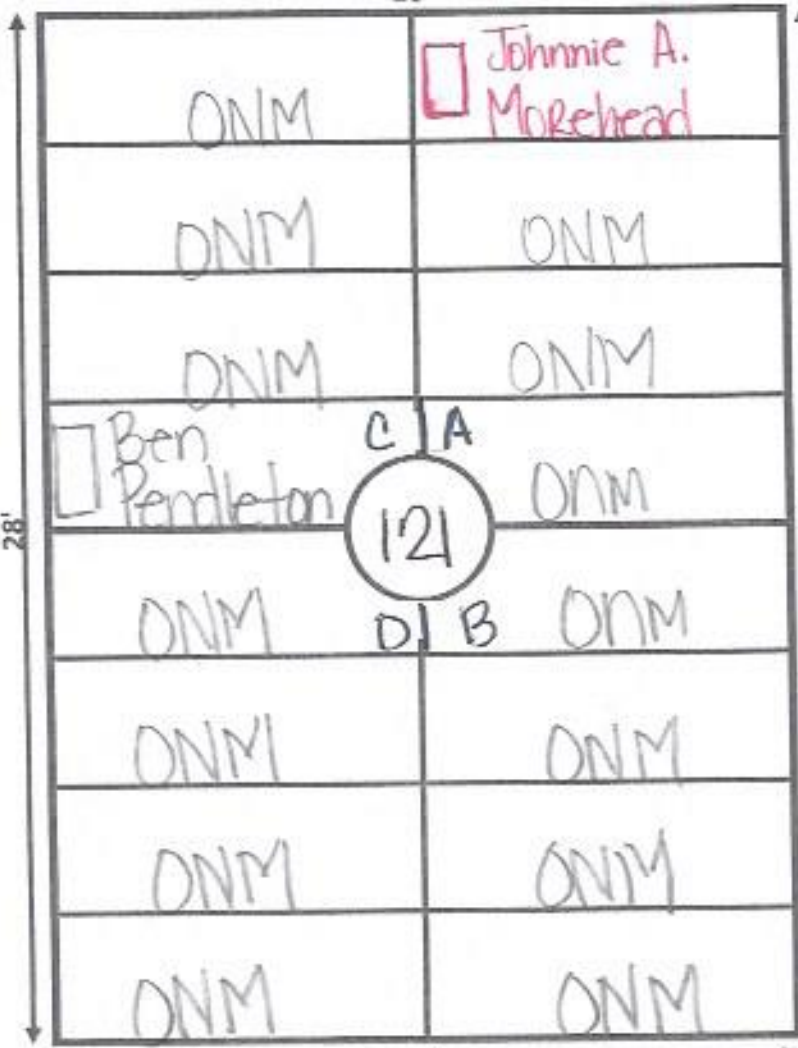 ONM
Johnnie A.
Morehead
ONM
ONM
ONM
ONM
Ben
Pendleton
C
A
Onm
28'
121
ONM
D
B
Onm
ONM
ONM
ONM
ONM
ONM
ONM